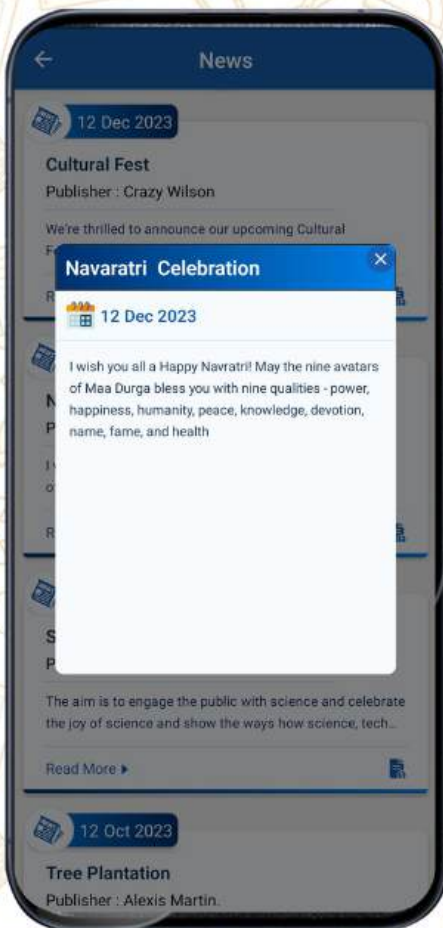 News
12 Dec 2023
Cultural Fest
Publisher : Crazy Wilson
We're thrilled to announce our upcoming Cultural
Navaratri Celebration
12 Dec 2023
I wish you all a Happy Navratri! May the nine avatars
of Maa Durga bless you with nine qualities - power,
happiness, humanity, peace, knowledge, devotion,
name, fame, and health
The aim is to engage the public with science and celebrate
the joy of science and show the ways how science, tech...
Read More
12 Oct 2023
Tree Plantation
Publisher : Alexis Martin.